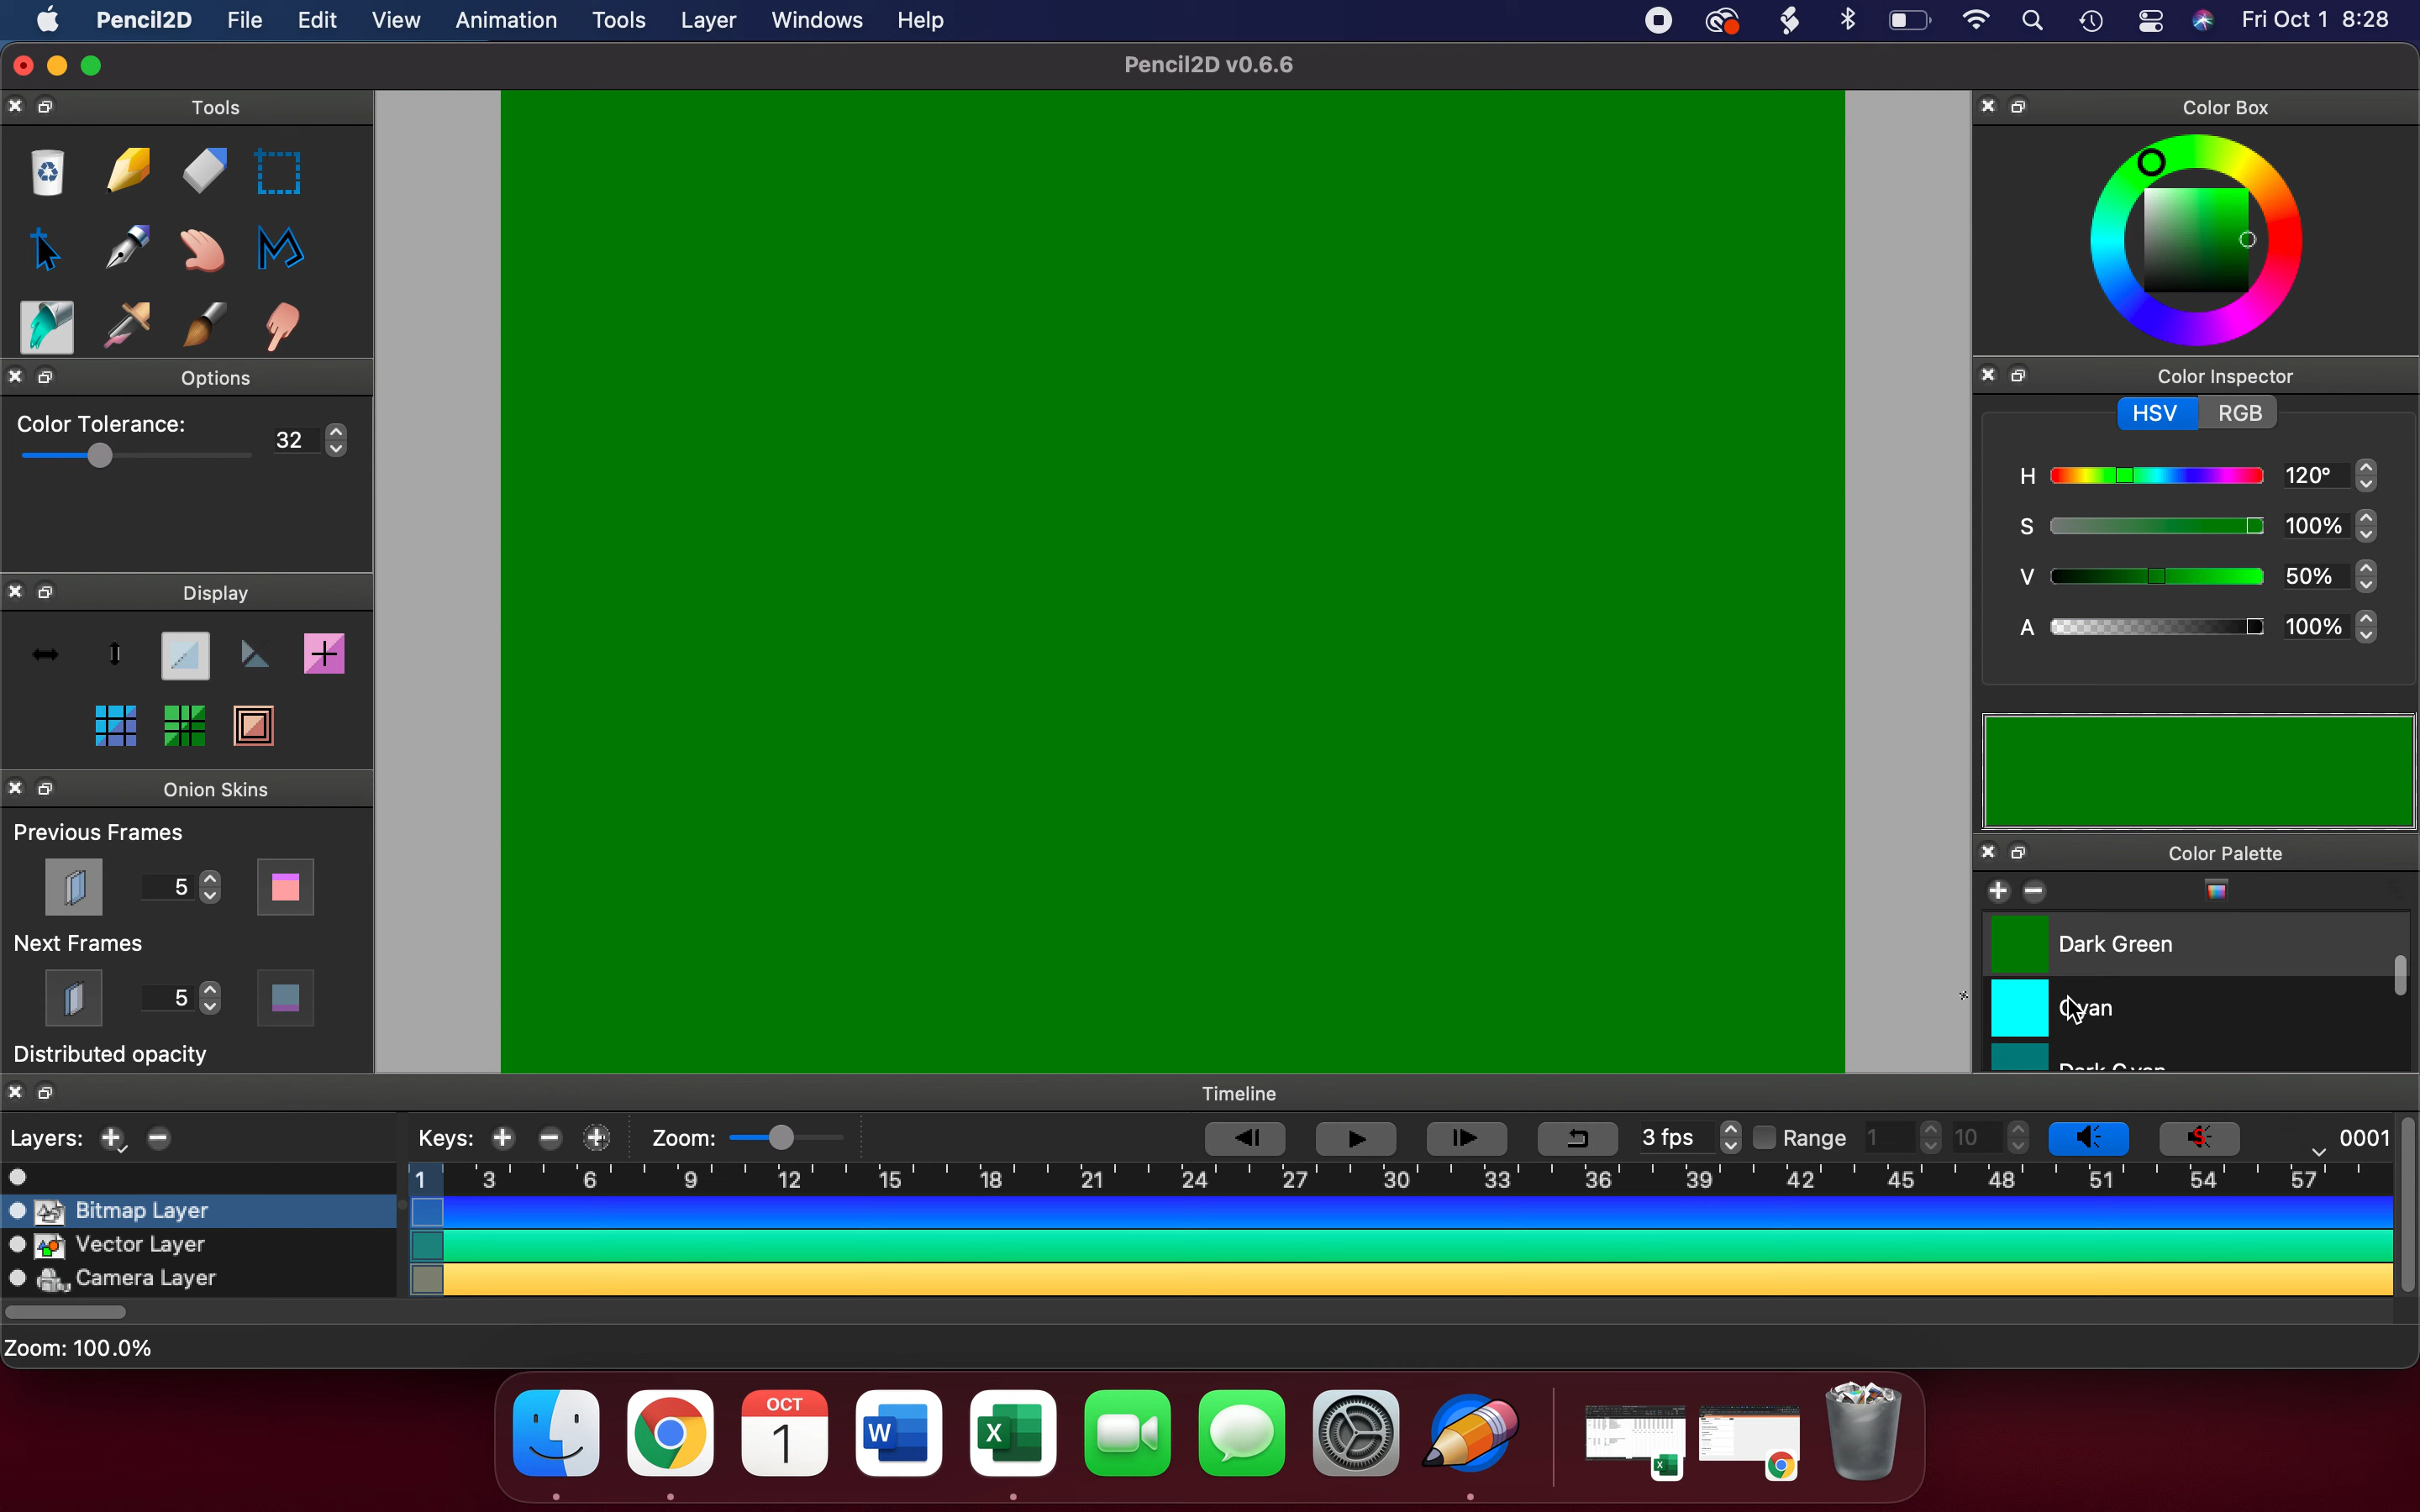 Pencil2D File Edit View Animation Tools Layer Windows Help Fri Oct 1 8:28
Pencil2D v0.6.6
Tools
Color Box
Options
Color Inspector
Color Tolerance:
32
HSV RGB
H 120°
S 100%
V 50%
A 100%
Display
Onion Skins
Previous Frames
5
Next Frames
5
Distributed opacity
Color Palette
Dark Green
Cyan
Dark Cyan
Timeline
Layers: Keys: Zoom: 3 fps Range 1 10 0001
1 3 6 9 12 15 18 21 24 27 30 33 36 39 42 45 48 51 54 57
Bitmap Layer
Vector Layer
Camera Layer
Zoom: 100.0%
OCT
1
W
X
X